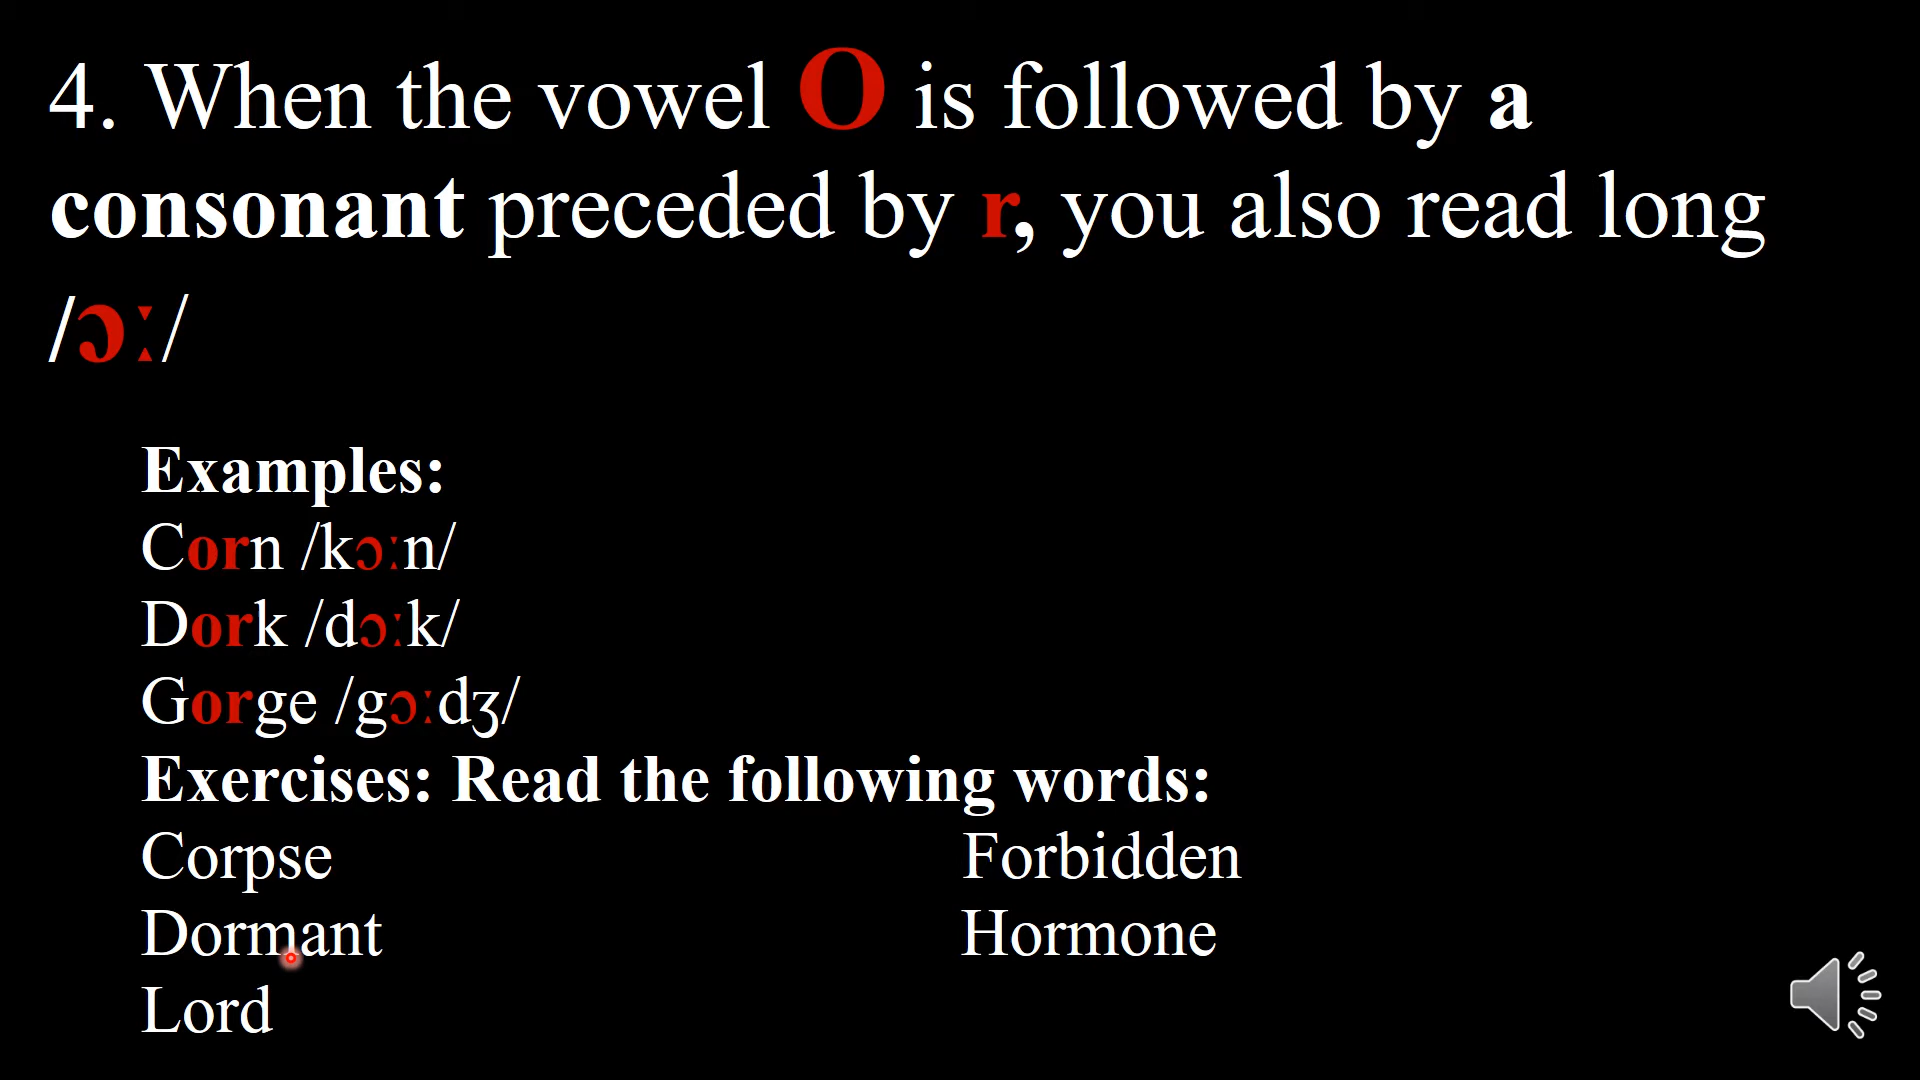 4. When the vowel O is followed by a
consonant preceded by r, you also read long
/ɔː/
Examples:
Corn /kɔːn/
Dork /dɔːk/
Gorge /gɔːdʒ/
Exercises: Read the following words:
Corpse Forbidden
Dormant Hormone
Lord